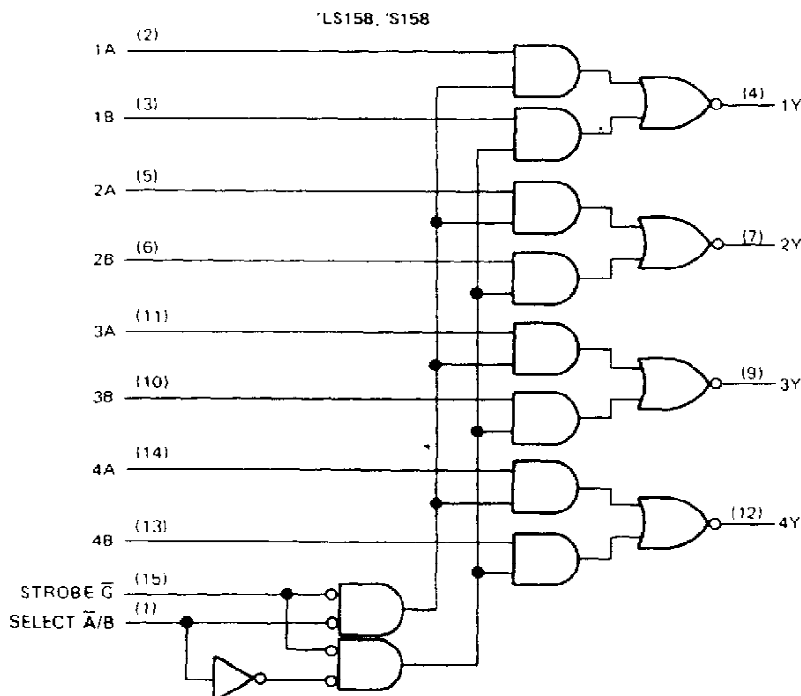 'LS158, 'S158
1A (2)
(4) 1Y
1B (3)
2A (5)
(7) 2Y
2B (6)
3A (11)
(9) 3Y
3B (10)
4A (14)
(12) 4Y
4B (13)
STROBE G̅ (15)
SELECT A̅/B (1)